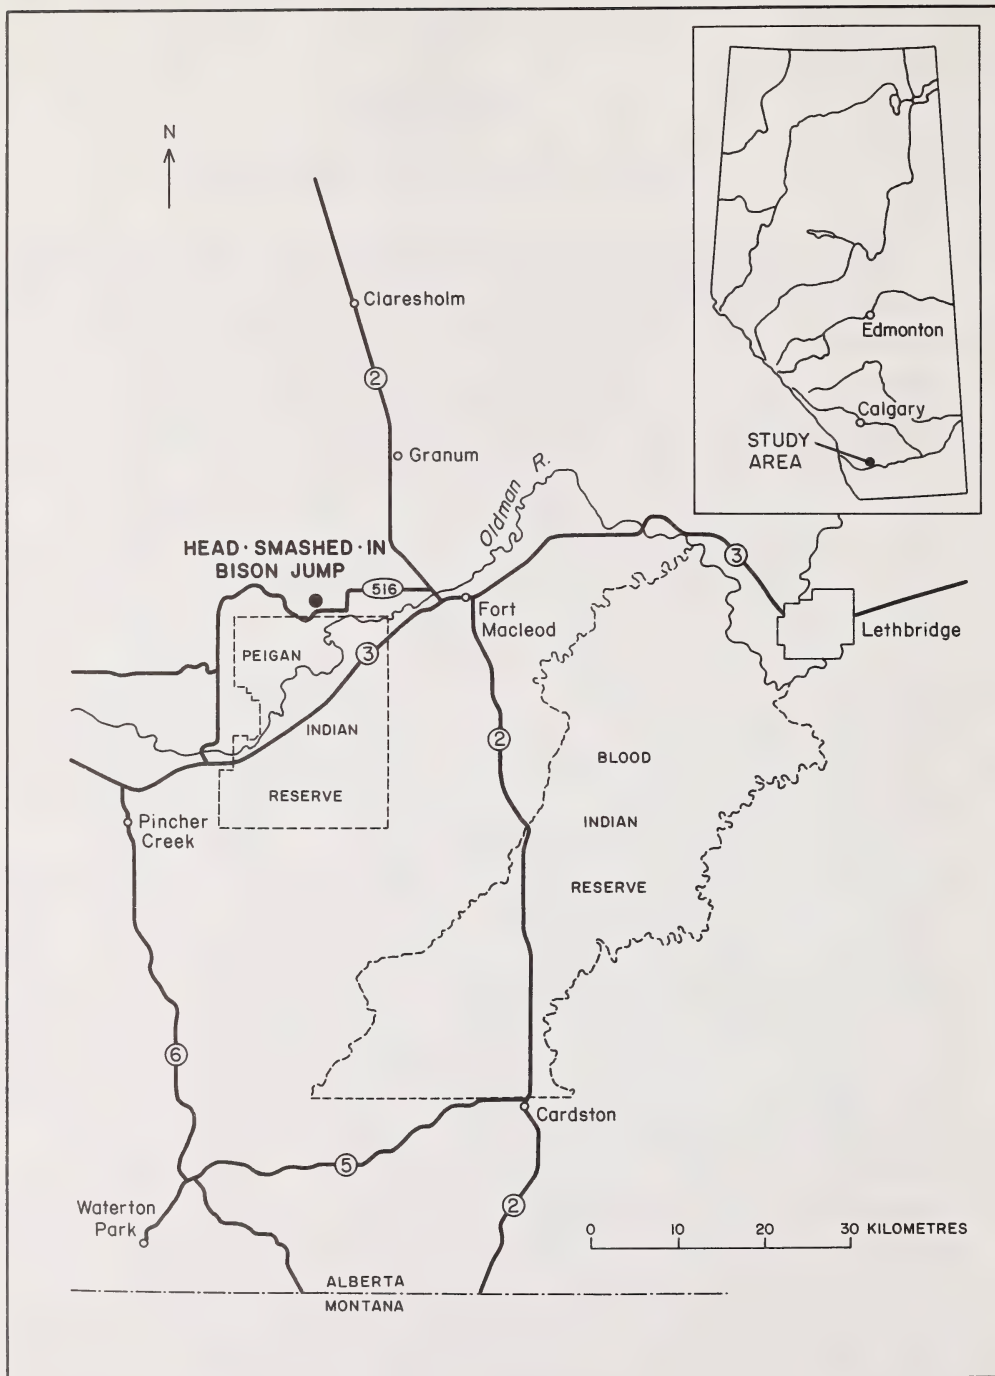 N
Claresholm
2
Granum
Oldman R.
HEAD·SMASHED·IN
BISON JUMP
516
3
Fort
Macleod
Lethbridge
PEIGAN
3
INDIAN
RESERVE
2
BLOOD
INDIAN
RESERVE
Pincher
Creek
6
Cardston
5
Waterton
Park
2
0 10 20 30 KILOMETRES
ALBERTA
MONTANA
Edmonton
Calgary
STUDY
AREA